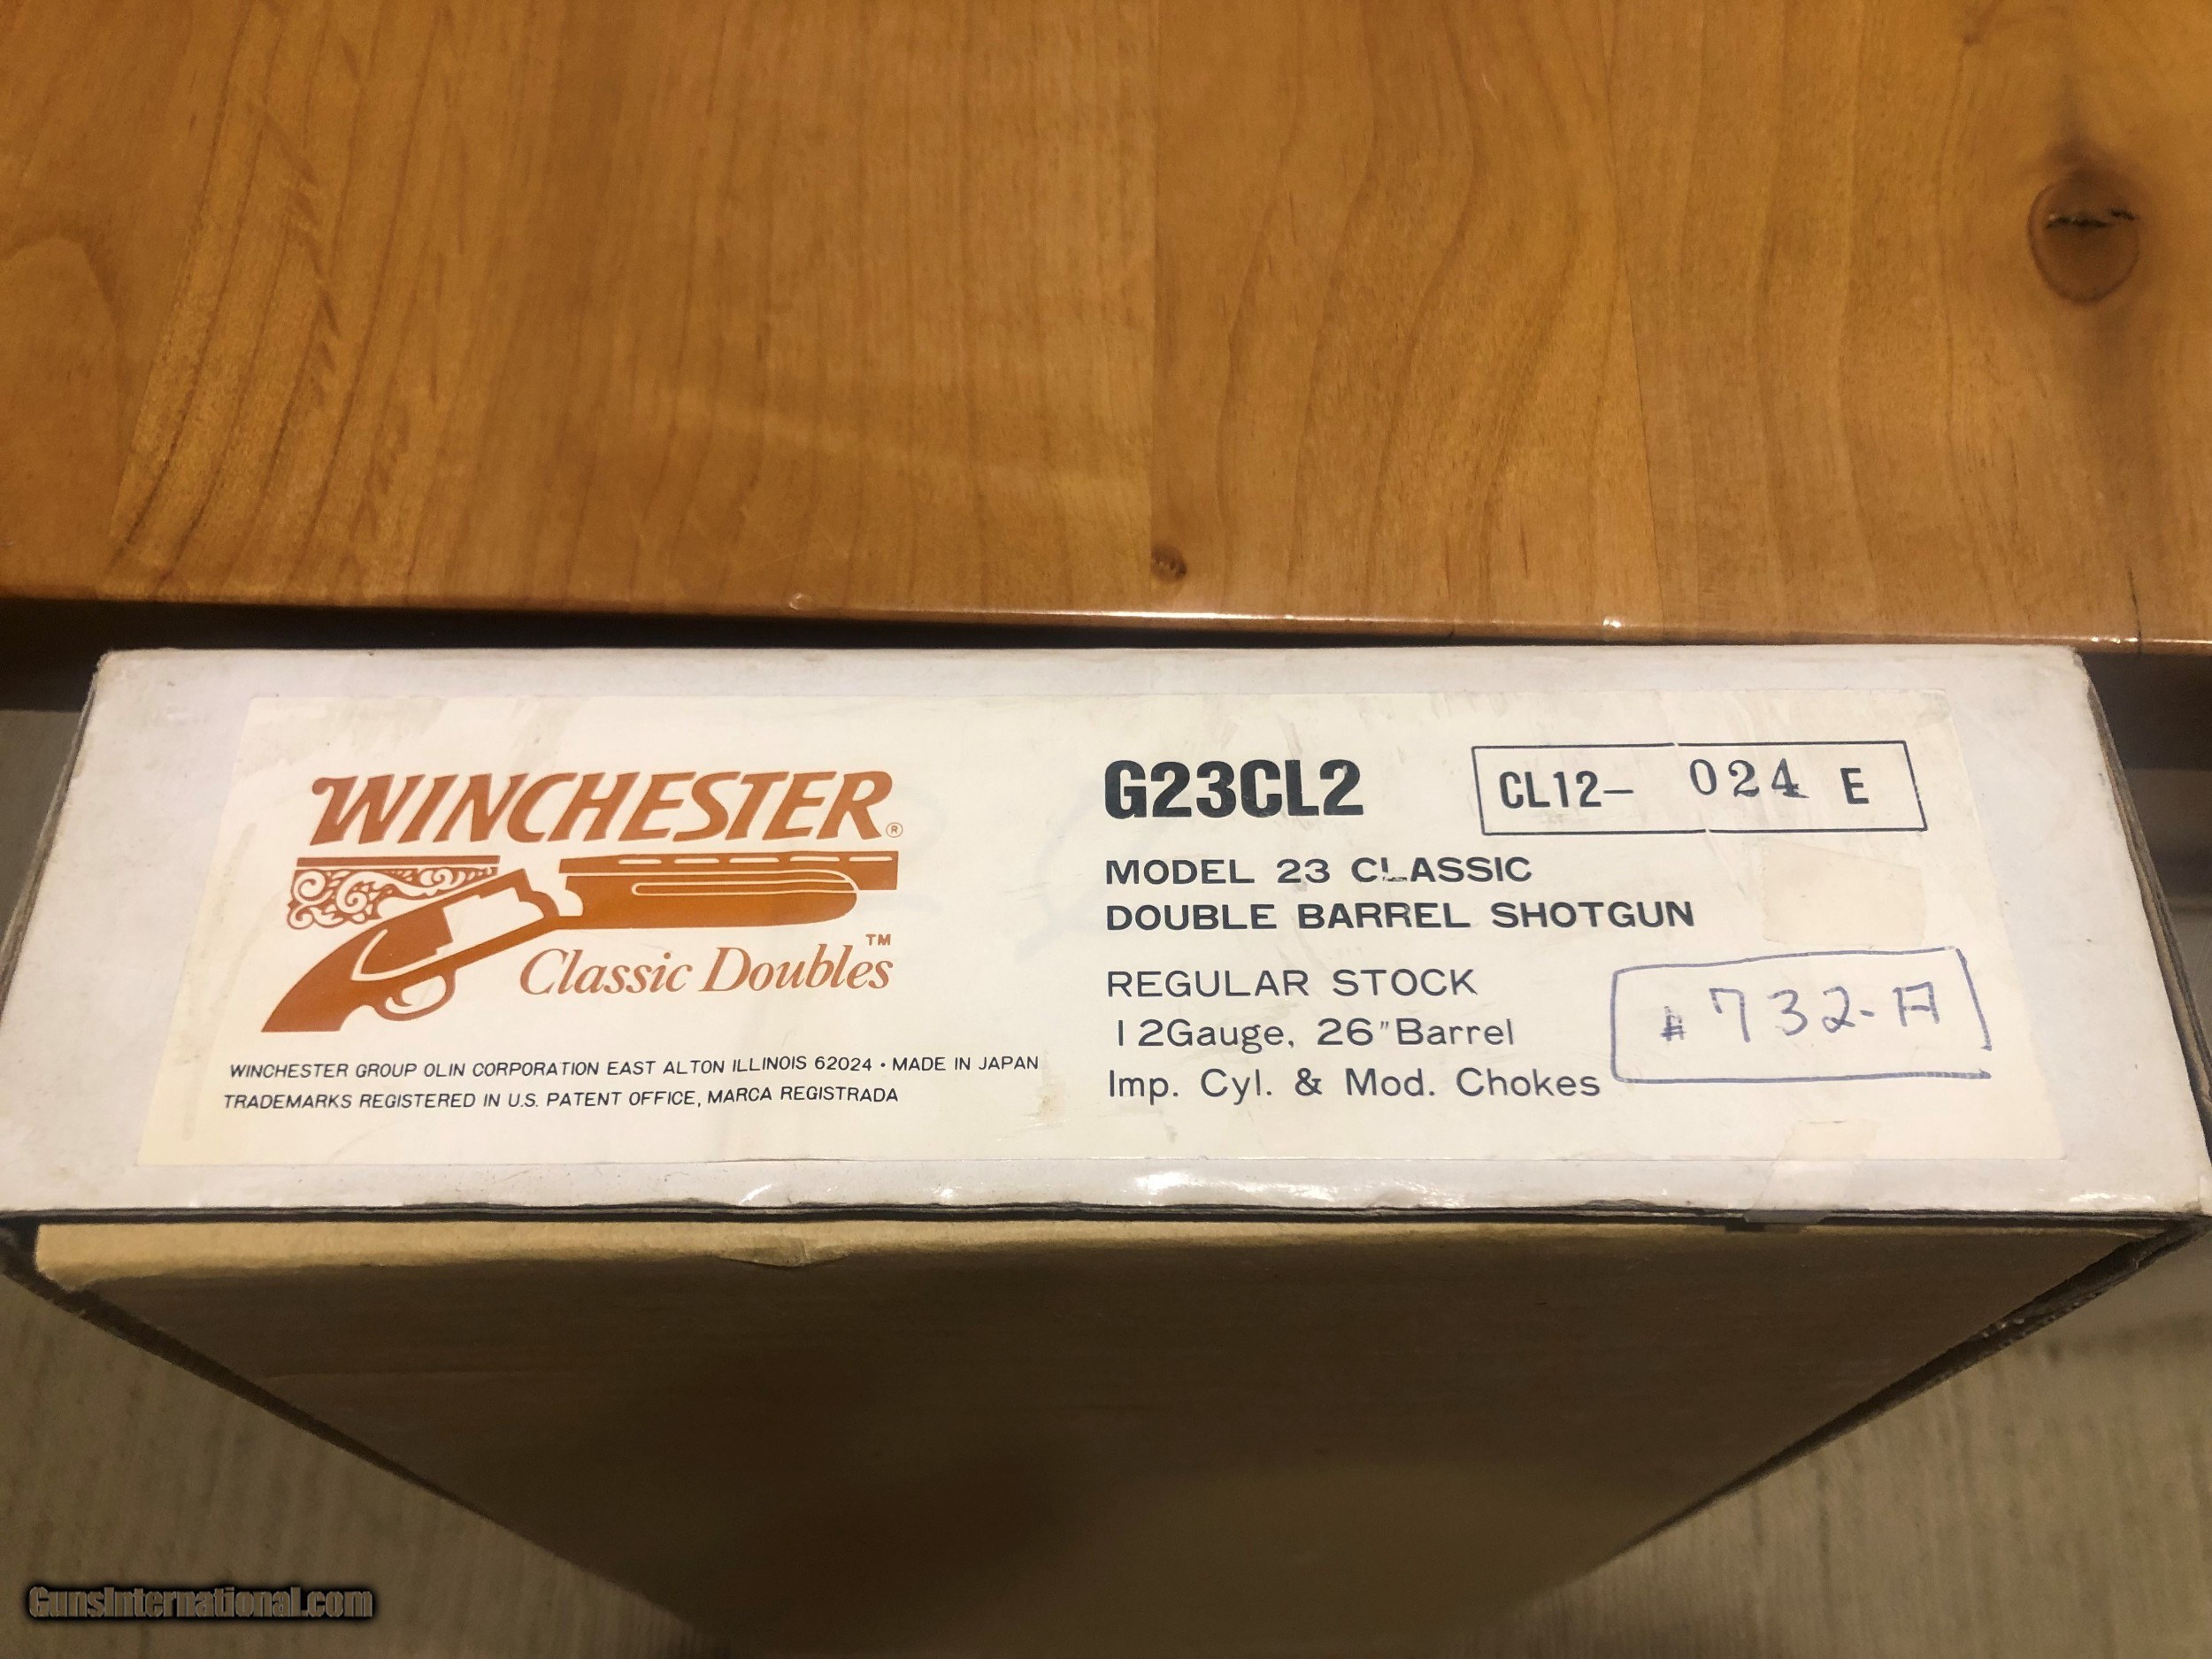 WINCHESTER®
Classic Doubles™
WINCHESTER GROUP OLIN CORPORATION EAST ALTON ILLINOIS 62024 • MADE IN JAPAN
TRADEMARKS REGISTERED IN U.S. PATENT OFFICE, MARCA REGISTRADA
G23CL2
CL12- 024 E
MODEL 23 CLASSIC
DOUBLE BARREL SHOTGUN
REGULAR STOCK
12Gauge, 26"Barrel
Imp. Cyl. & Mod. Chokes
# 732-A
GunsInternational.com